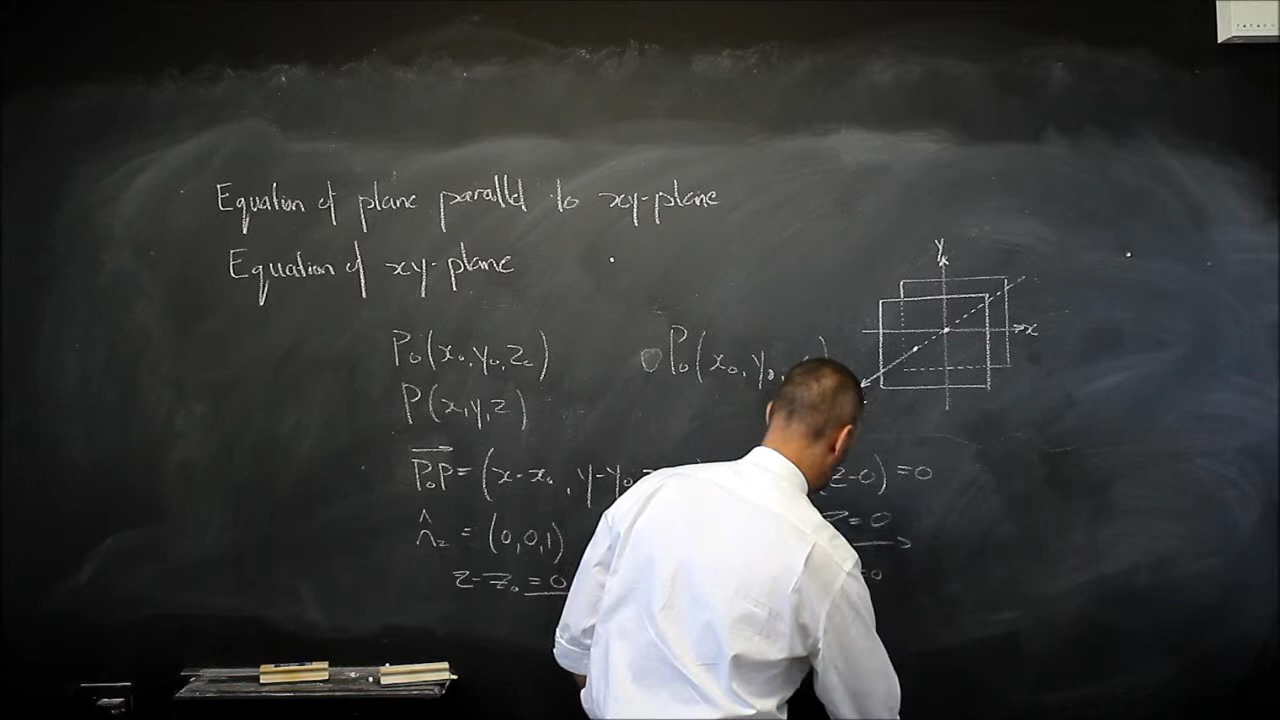 Equation of plane parallel to xy-plane
Equation of xy-plane
y
x
P₀(x₀,y₀,z₀)
P₀(x₀,y₀,
P(x,y,z)
P₀P=(x-x₀,y-y₀
z-0)=0
n̂z=(0,0,1)
z=0
z-z₀=0
=0